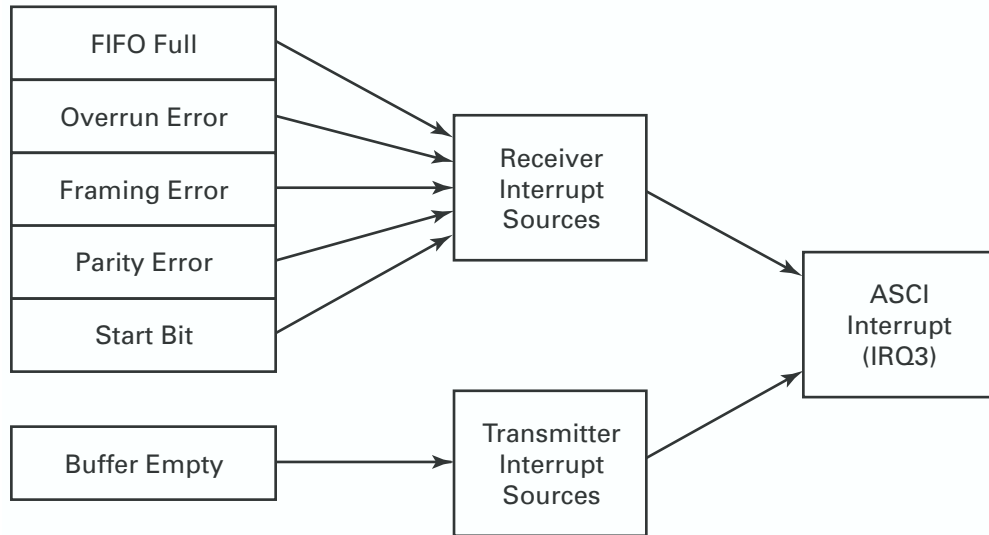 FIFO Full
Overrun Error
Framing Error
Parity Error
Start Bit
Receiver
Interrupt
Sources
ASCI
Interrupt
(IRQ3)
Buffer Empty
Transmitter
Interrupt
Sources